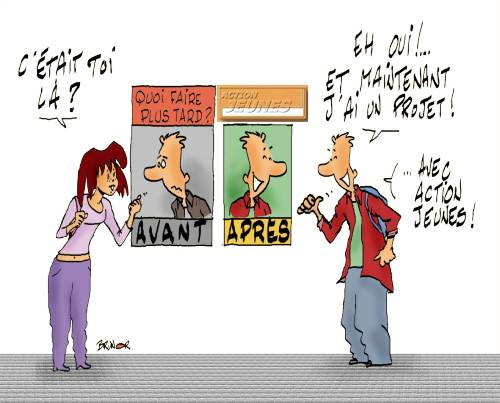 C'ÉTAIT TOI
LÀ ?
EH OUI !...
ET MAINTENANT
J'AI UN PROJET !
... AVEC
ACTION
JEUNES !
QUOI FAIRE
PLUS TARD ?
ACTION
JEUNES
AVANT
APRÈS
BRNOR